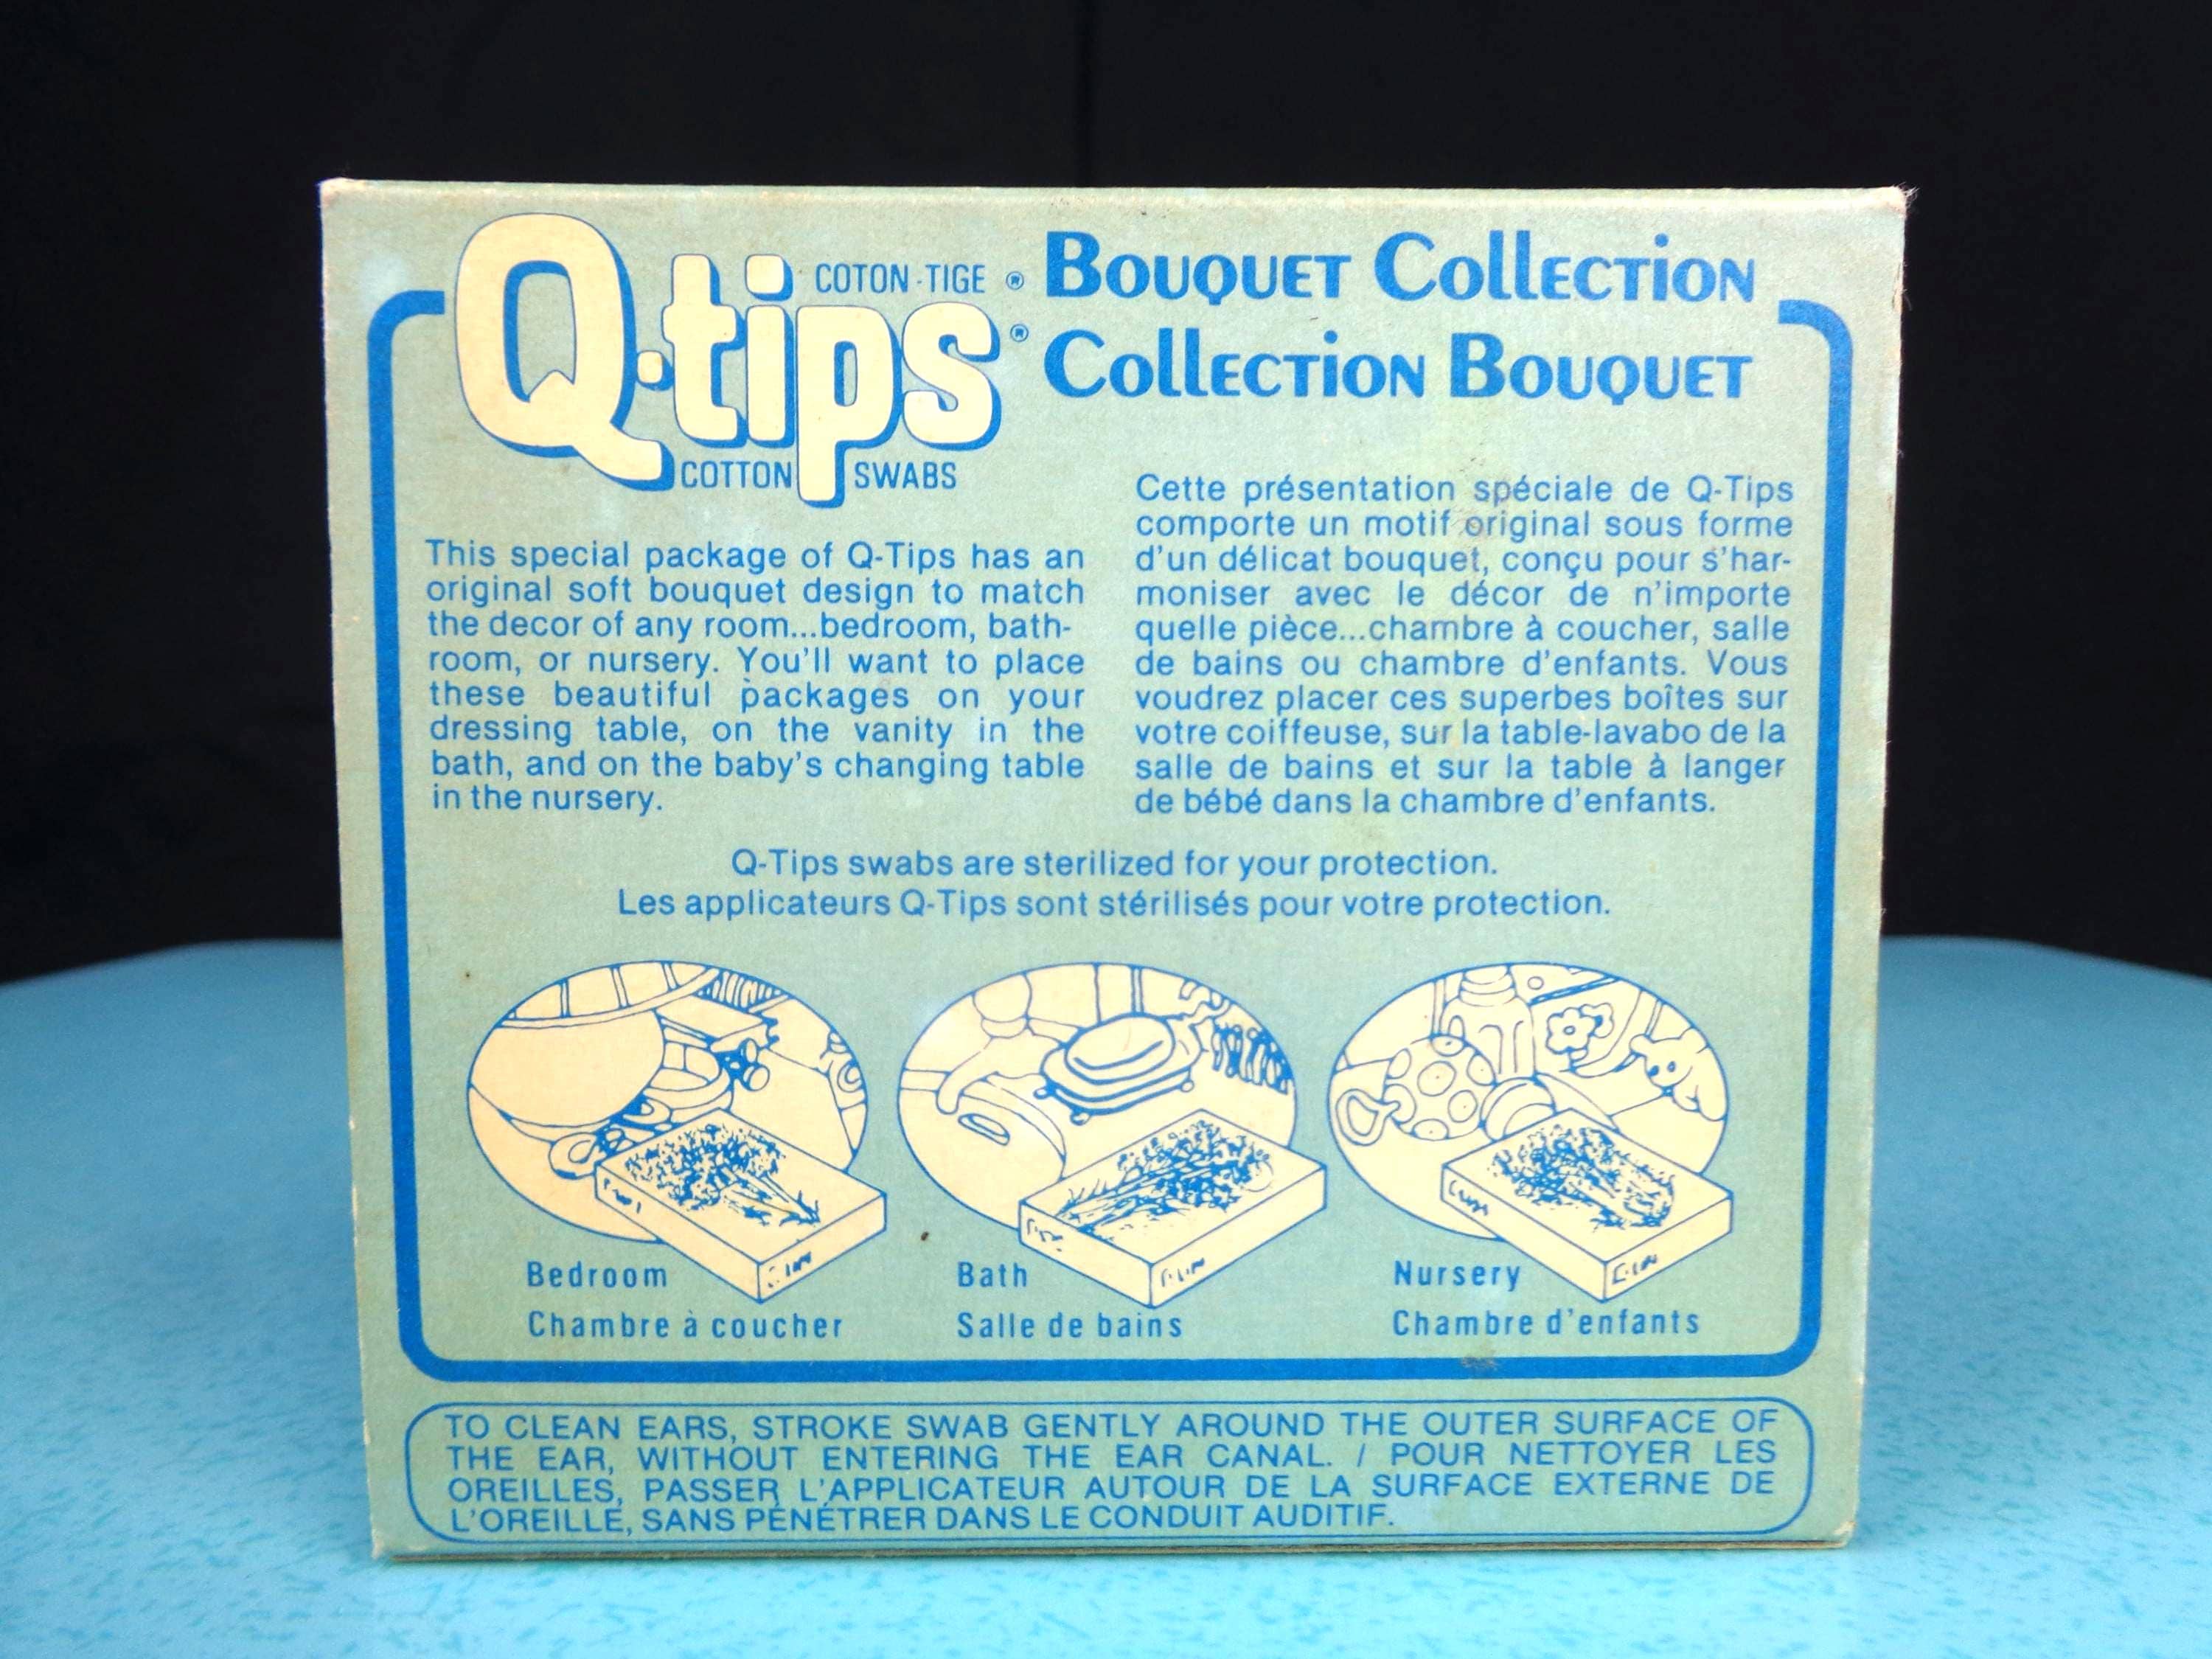 Q-tips®
COTON-TIGE ®
COTTON SWABS
Bouquet Collection
Collection Bouquet
This special package of Q-Tips has an
original soft bouquet design to match
the decor of any room...bedroom, bath-
room, or nursery. You'll want to place
these beautiful packages on your
dressing table, on the vanity in the
bath, and on the baby's changing table
in the nursery.
Cette présentation spéciale de Q-Tips
comporte un motif original sous forme
d'un délicat bouquet, conçu pour s'har-
moniser avec le décor de n'importe
quelle pièce...chambre à coucher, salle
de bains ou chambre d'enfants. Vous
voudrez placer ces superbes boîtes sur
votre coiffeuse, sur la table-lavabo de la
salle de bains et sur la table à langer
de bébé dans la chambre d'enfants.
Q-Tips swabs are sterilized for your protection.
Les applicateurs Q-Tips sont stérilisés pour votre protection.
Bedroom
Chambre à coucher
Bath
Salle de bains
Nursery
Chambre d'enfants
TO CLEAN EARS, STROKE SWAB GENTLY AROUND THE OUTER SURFACE OF
THE EAR, WITHOUT ENTERING THE EAR CANAL. / POUR NETTOYER LES
OREILLES, PASSER L'APPLICATEUR AUTOUR DE LA SURFACE EXTERNE DE
L'OREILLE, SANS PÉNÉTRER DANS LE CONDUIT AUDITIF.